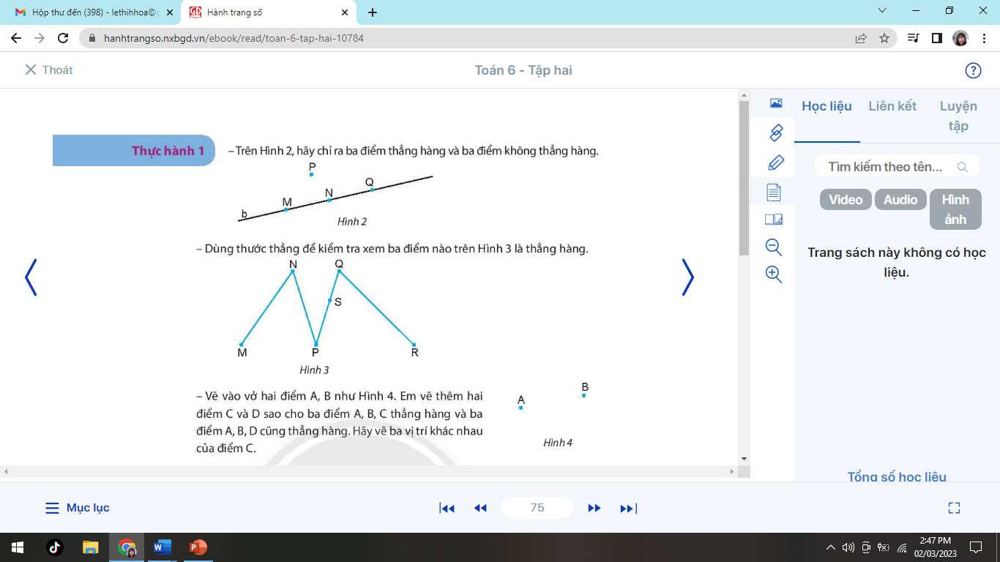 Hộp thư đến (398) - lethihhoa@g
Hành trang số
hanhtrangso.nxbgd.vn/ebook/read/toan-6-tap-hai-10784
Thoát
Toán 6 - Tập hai
?
Học liệu
Liên kết
Luyện tập
Tìm kiếm theo tên...
Video
Audio
Hình ảnh
Trang sách này không có học
liệu.
Tổng số học liệu
Thực hành 1
– Trên Hình 2, hãy chỉ ra ba điểm thẳng hàng và ba điểm không thẳng hàng.
P
Q
N
M
b
Hình 2
– Dùng thước thẳng để kiểm tra xem ba điểm nào trên Hình 3 là thẳng hàng.
N
Q
S
M
P
R
Hình 3
– Vẽ vào vở hai điểm A, B như Hình 4. Em vẽ thêm hai
điểm C và D sao cho ba điểm A, B, C thẳng hàng và ba
điểm A, B, D cũng thẳng hàng. Hãy vẽ ba vị trí khác nhau
của điểm C.
B
A
Hình 4
Mục lục
75
2:47 PM
02/03/2023